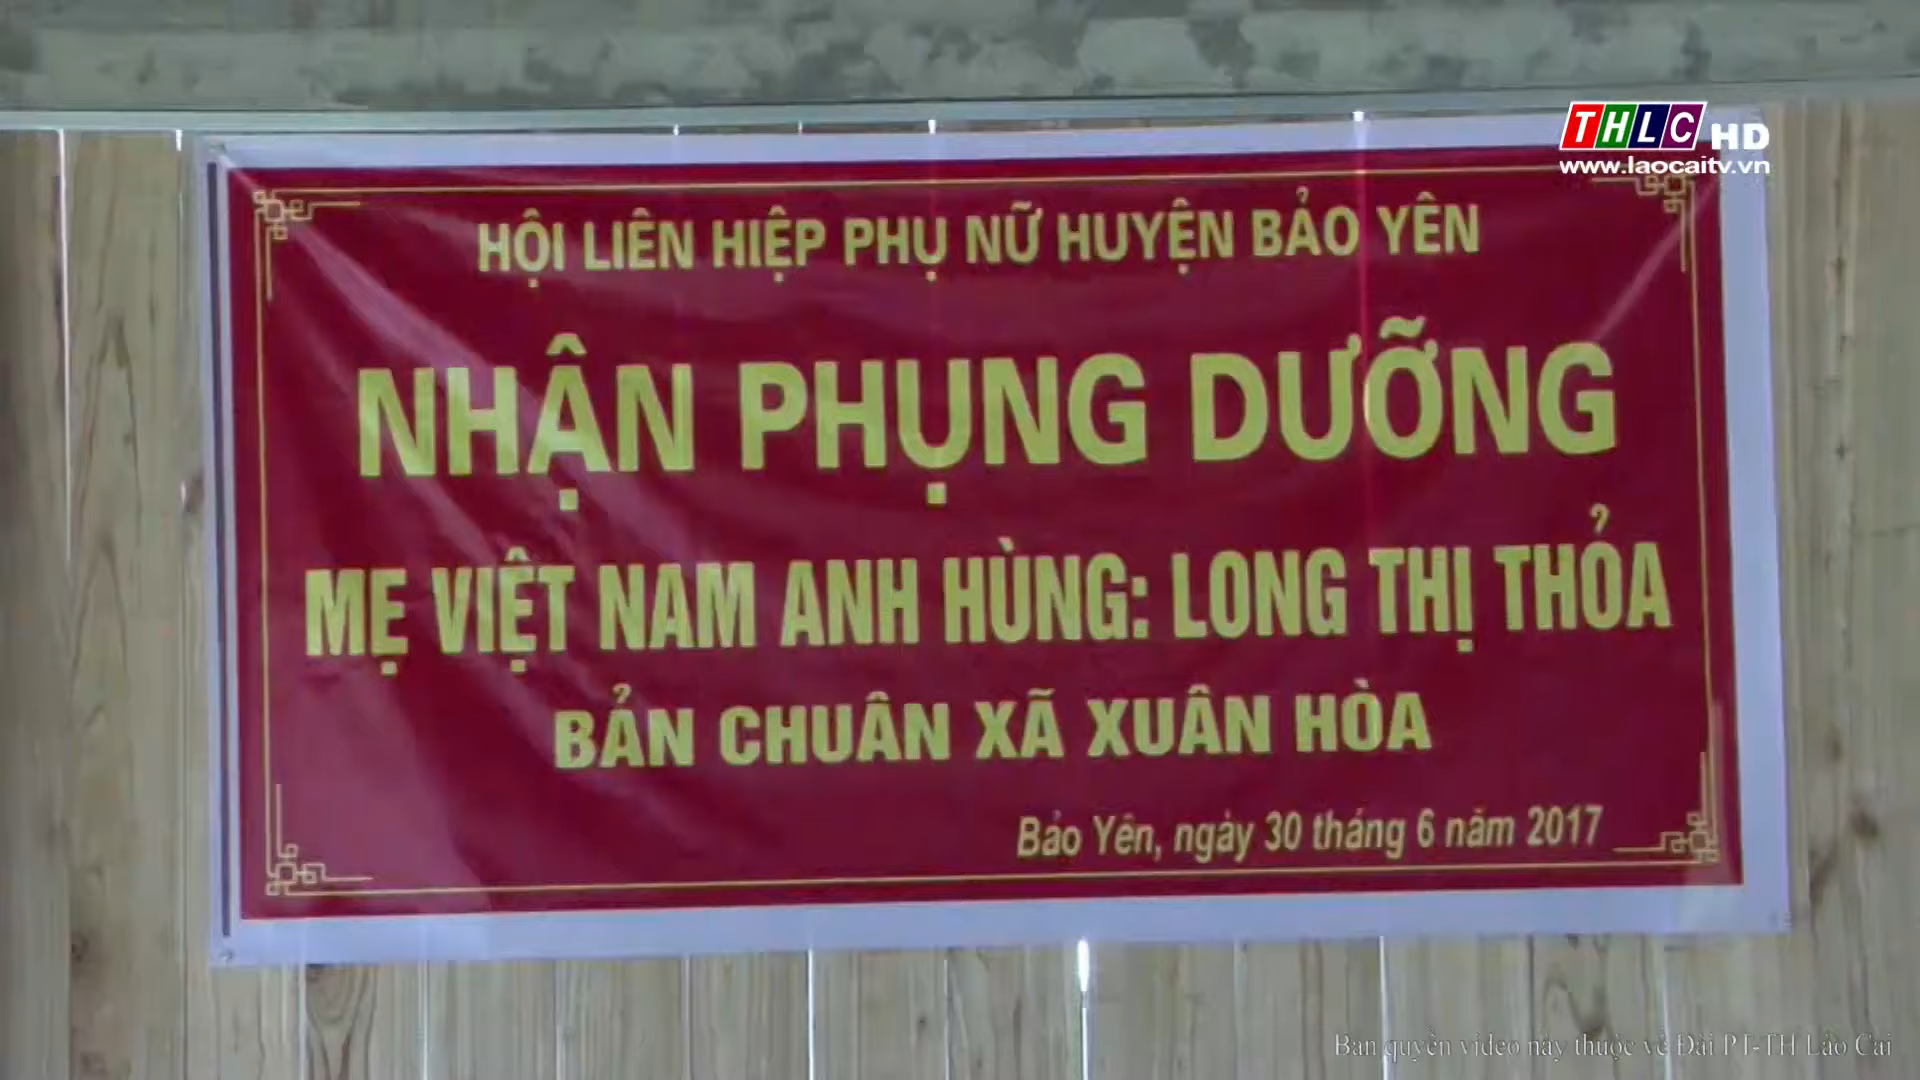 THLC HD
www.laocaitv.vn
HỘI LIÊN HIỆP PHỤ NỮ HUYỆN BẢO YÊN
NHẬN PHỤNG DƯỠNG
MẸ VIỆT NAM ANH HÙNG: LONG THỊ THỎA
BẢN CHUÂN XÃ XUÂN HÒA
Bảo Yên, ngày 30 tháng 6 năm 2017
Bản quyền video này thuộc về Đài PT-TH Lào Cai